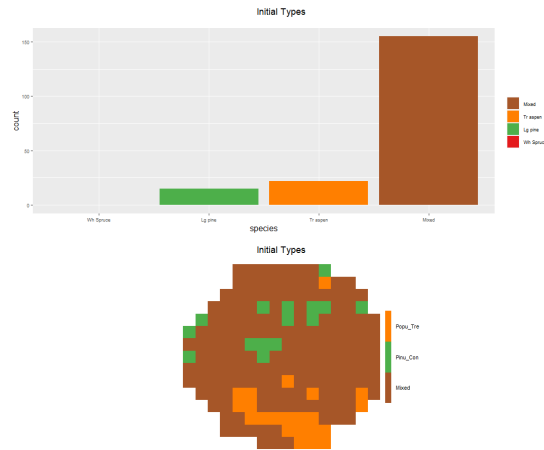 Initial Types
150
100
50
0
count
Wh Spruce
Lg pine
Tr aspen
Mixed
species
Mixed
Tr aspen
Lg pine
Wh Spruc
Initial Types
Popu_Tre
Pinu_Con
Mixed